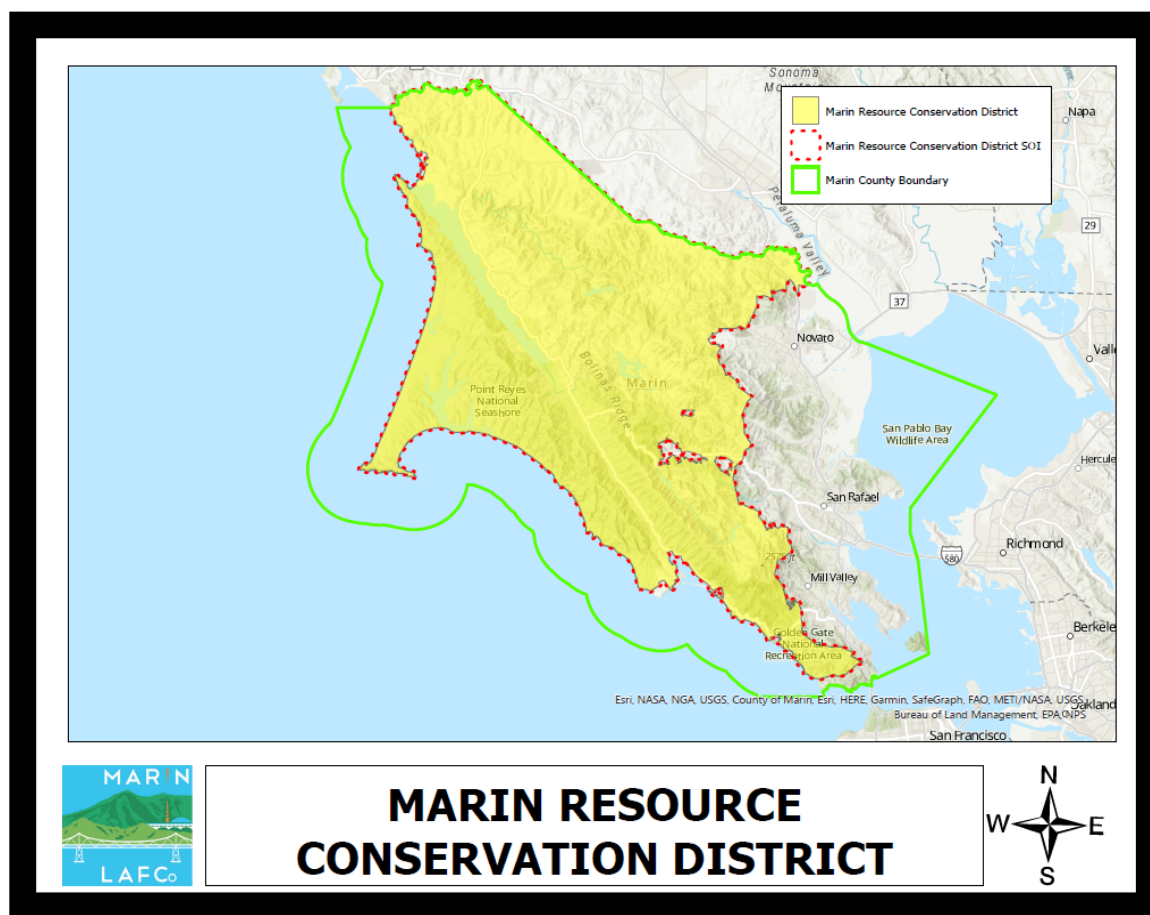 Sonoma
Mountain
Napa
Marin Resource Conservation District
Marin Resource Conservation District SOI
Marin County Boundary
Petaluma Valley
29
37
Novato
Valle
Bolinas Ridge
Marin
Point Reyes
National
Seashore
San Pablo Bay
Wildlife Area
Hercule
San Rafael
Richmond
580
2575 ft
Mill Valley
Berkele
Golden Gate
National
Recreation Area
Esri, NASA, NGA, USGS, County of Marin, Esri, HERE, Garmin, SafeGraph, FAO, METI/NASA, USGS,
Oakland
Bureau of Land Management, EPA, NPS
San Francisco
MARIN
LAFCo
MARIN RESOURCE
CONSERVATION DISTRICT
N
W E
S